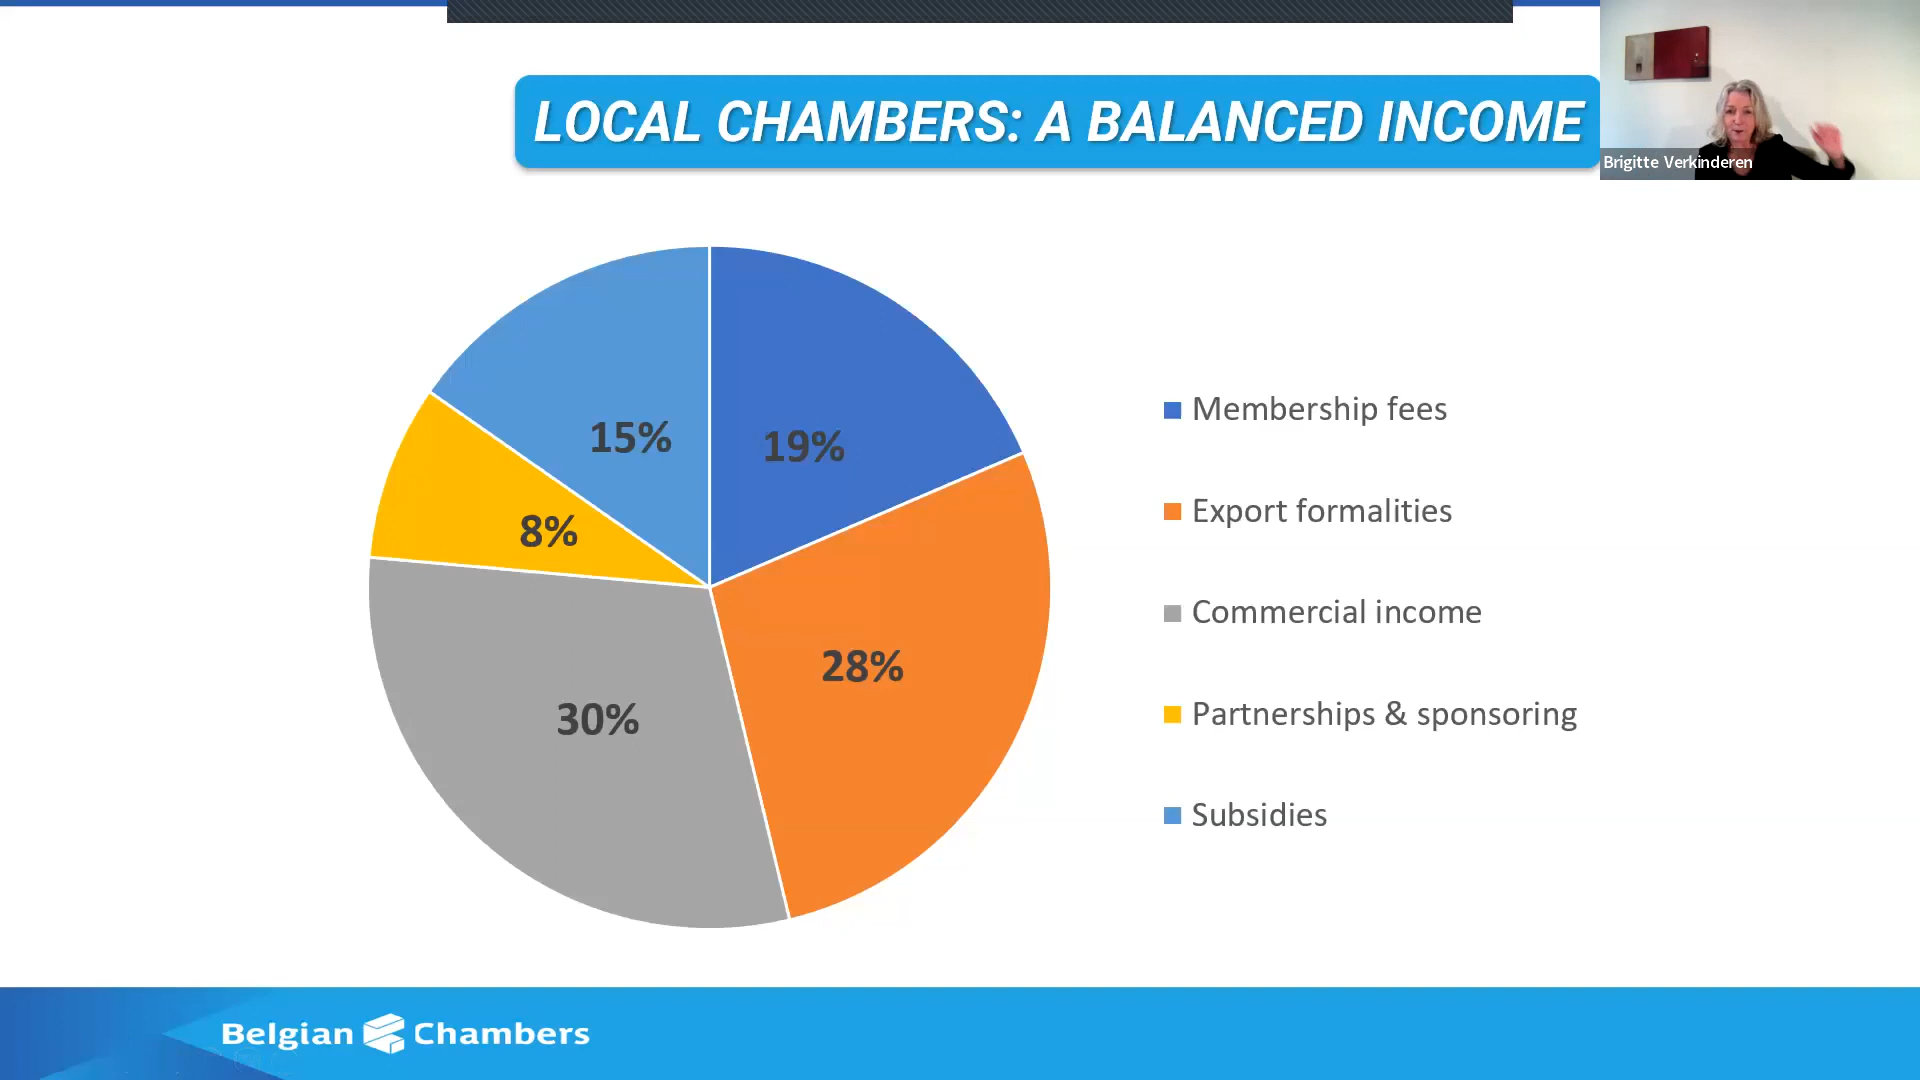 LOCAL CHAMBERS: A BALANCED INCOME
Brigitte Verkinderen
15%
19%
8%
28%
30%
Membership fees
Export formalities
Commercial income
Partnerships & sponsoring
Subsidies
Belgian Chambers